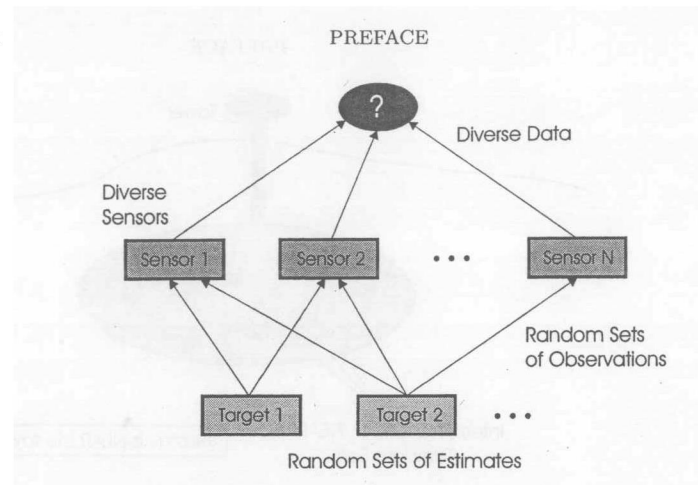 PREFACE
?
Diverse Data
Diverse
Sensors
Sensor 1
Sensor 2
• • •
Sensor N
Random Sets
of Observations
Target 1
Target 2
• • •
Random Sets of Estimates